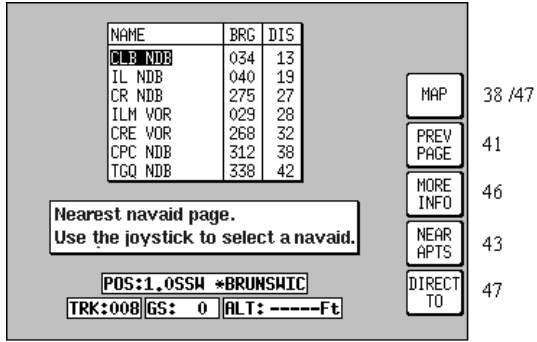 NAME BRG DIS
CLB NDB 034 13
IL NDB 040 19
CR NDB 275 27
ILM VOR 029 28
CRE VOR 268 32
CPC NDB 312 38
TGQ NDB 338 42
Nearest navaid page.
Use the joystick to select a navaid.
POS:1.0SSW *BRUNSWIC
TRK:008 GS: 0 ALT:-----Ft
MAP 38 /47
PREV
PAGE 41
MORE
INFO 46
NEAR
APTS 43
DIRECT
TO 47